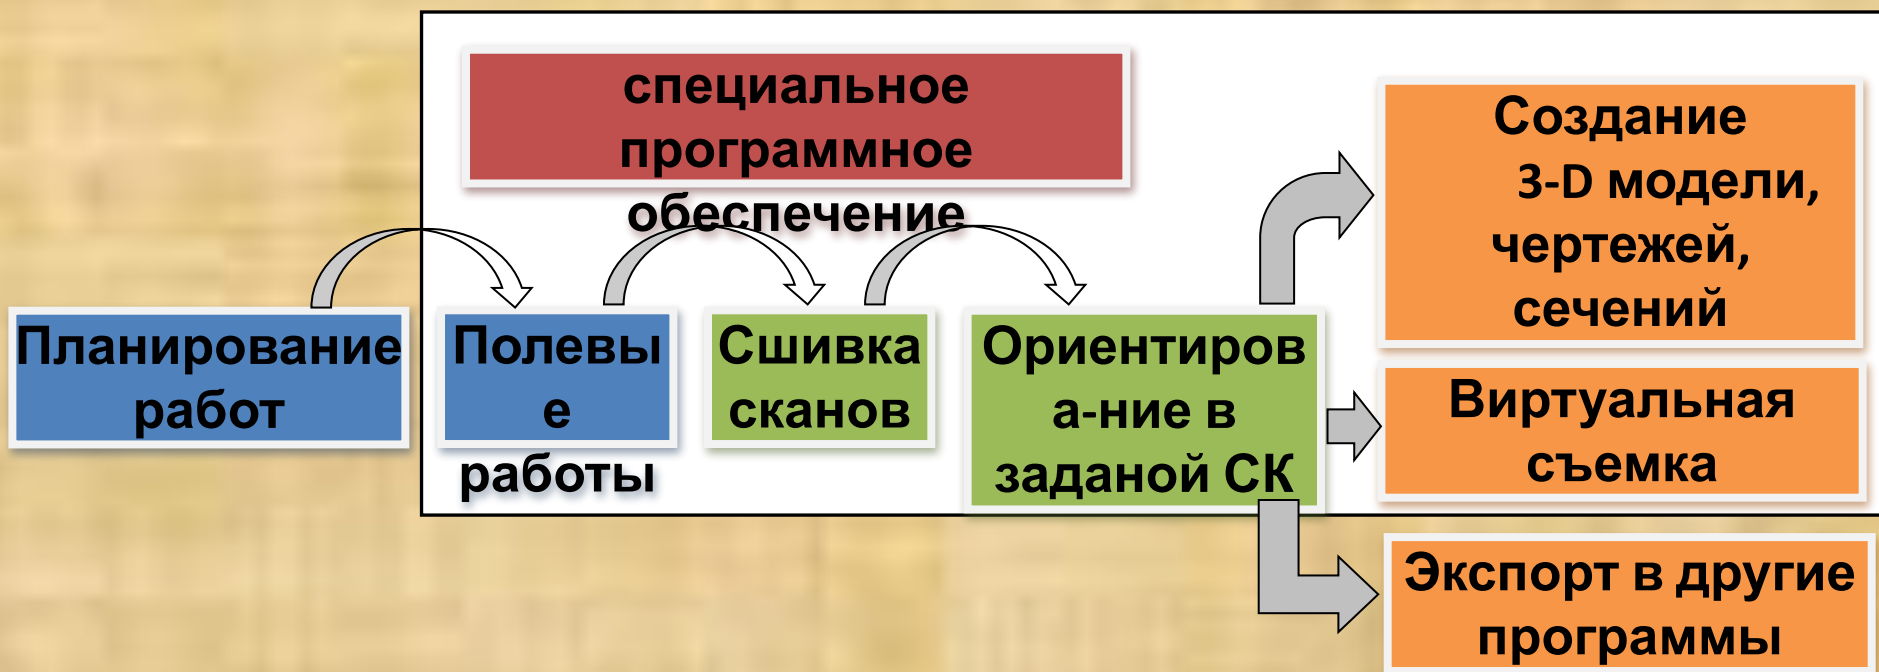 специальное
программное
обеспечение
Планирование
работ
Полевы
е
работы
Сшивка
сканов
Ориентиров
а-ние в
заданой СК
Создание
3-D модели,
чертежей,
сечений
Виртуальная
съемка
Экспорт в другие
программы